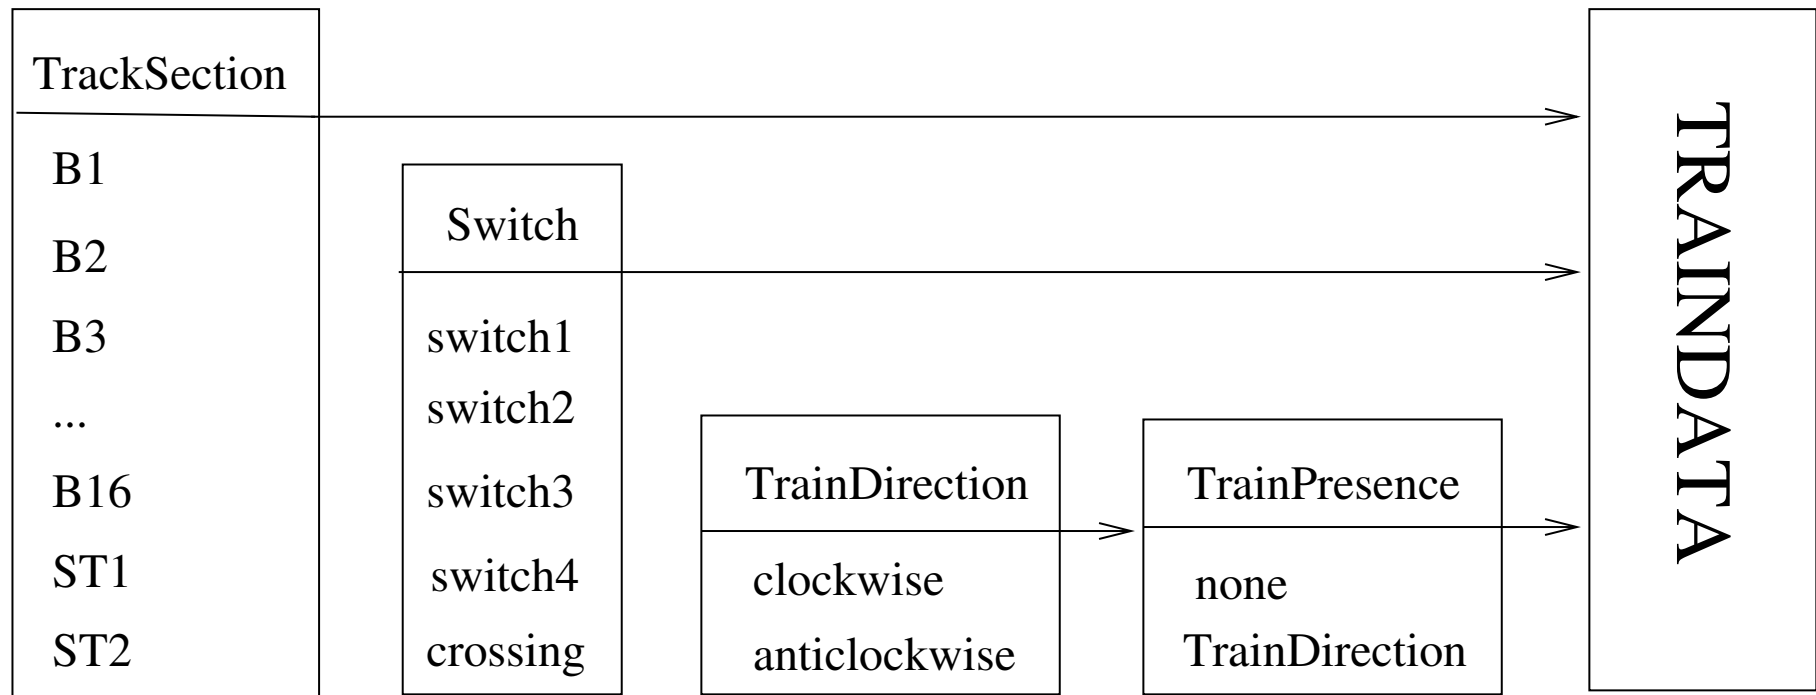 TrackSection
B1
B2
B3
...
B16
ST1
ST2
Switch
switch1
switch2
switch3
switch4
crossing
TrainDirection
clockwise
anticlockwise
TrainPresence
none
TrainDirection
TRAINDATA